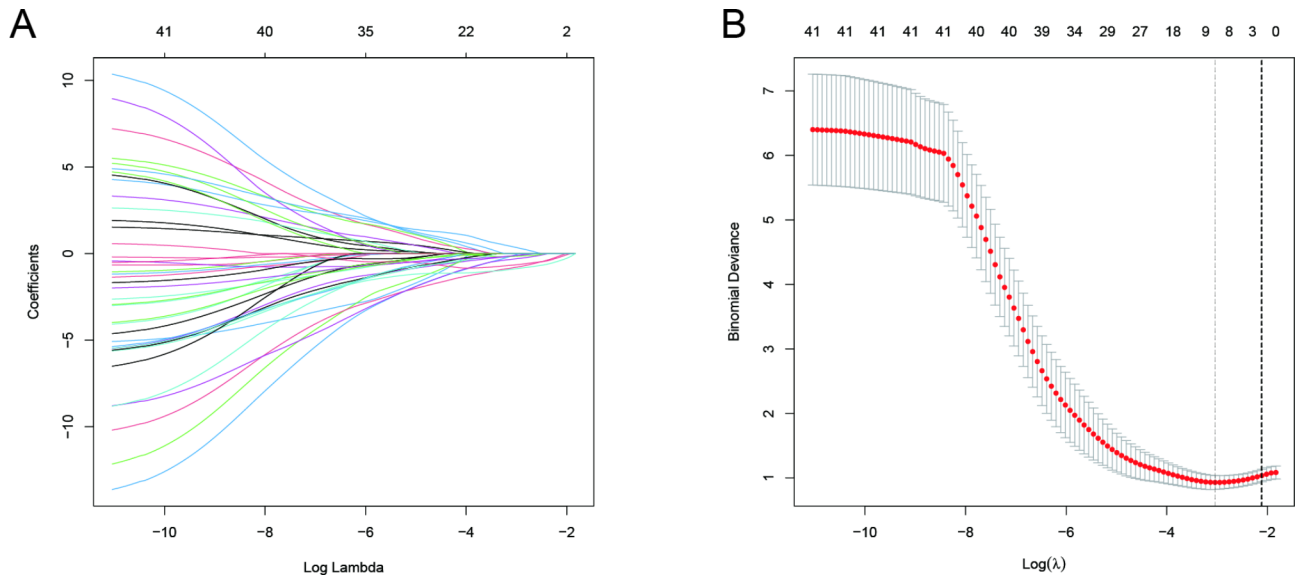 A
41 40 35 22 2
10
5
0
−5
−10
Coefficients
−10 −8 −6 −4 −2
Log Lambda
B
41 41 41 41 41 40 40 39 34 29 27 18 9 8 3 0
7
6
5
4
3
2
1
Binomial Deviance
−10 −8 −6 −4 −2
Log(λ)